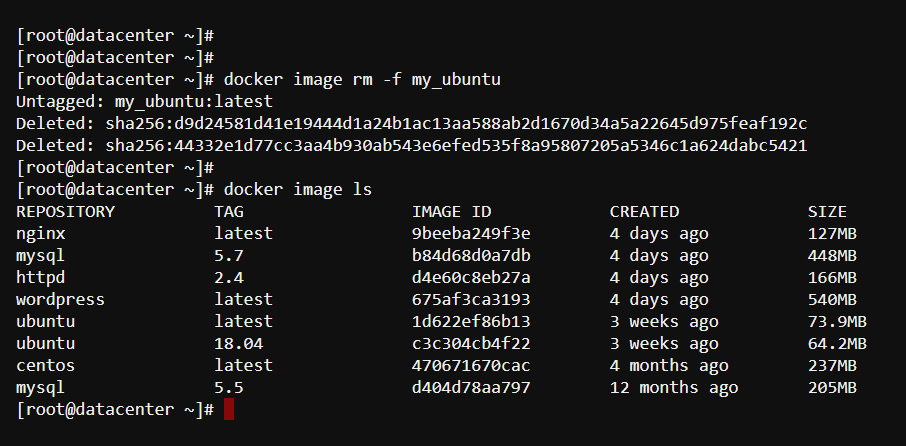 [root@datacenter ~]#
[root@datacenter ~]#
[root@datacenter ~]# docker image rm -f my_ubuntu
Untagged: my_ubuntu:latest
Deleted: sha256:d9d24581d41e19444d1a24b1ac13aa588ab2d1670d34a5a22645d975feaf192c
Deleted: sha256:44332e1d77cc3aa4b930ab543e6efed535f8a95807205a5346c1a624dabc5421
[root@datacenter ~]#
[root@datacenter ~]# docker image ls
REPOSITORY          TAG                 IMAGE ID            CREATED             SIZE
nginx               latest              9beeba249f3e        4 days ago          127MB
mysql               5.7                 b84d68d0a7db        4 days ago          448MB
httpd               2.4                 d4e60c8eb27a        4 days ago          166MB
wordpress           latest              675af3ca3193        4 days ago          540MB
ubuntu              latest              1d622ef86b13        3 weeks ago         73.9MB
ubuntu              18.04               c3c304cb4f22        3 weeks ago         64.2MB
centos              latest              470671670cac        4 months ago        237MB
mysql               5.5                 d404d78aa797        12 months ago       205MB
[root@datacenter ~]#